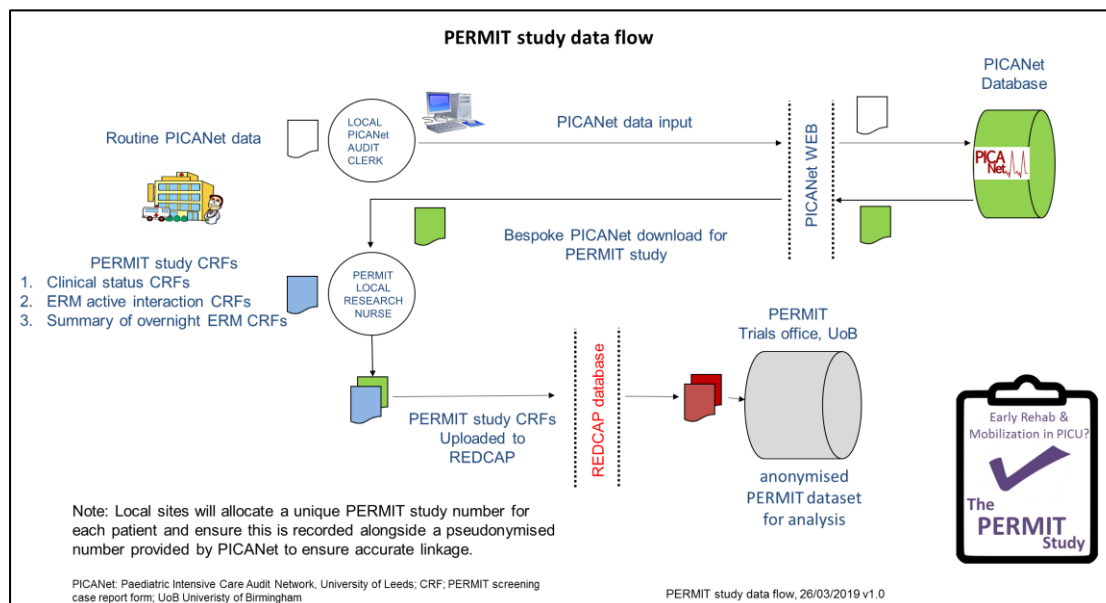 PERMIT study data flow
PICANet
Database
Routine PICANet data
LOCAL
PICANet
AUDIT
CLERK
PICANet data input
PICANet WEB
PICA
Net
Bespoke PICANet download for
PERMIT study
PERMIT study CRFs
1. Clinical status CRFs
2. ERM active interaction CRFs
3. Summary of overnight ERM CRFs
PERMIT
LOCAL
RESEARCH
NURSE
PERMIT
Trials office, UoB
REDCAP database
PERMIT study CRFs
Uploaded to
REDCAP
anonymised
PERMIT dataset
for analysis
Early Rehab &
Mobilization in PICU?
The
PERMIT
Study
Note: Local sites will allocate a unique PERMIT study number for
each patient and ensure this is recorded alongside a pseudonymised
number provided by PICANet to ensure accurate linkage.
PICANet: Paediatric Intensive Care Audit Network, University of Leeds; CRF; PERMIT screening
case report form; UoB Univeristy of Birmingham
PERMIT study data flow, 26/03/2019 v1.0